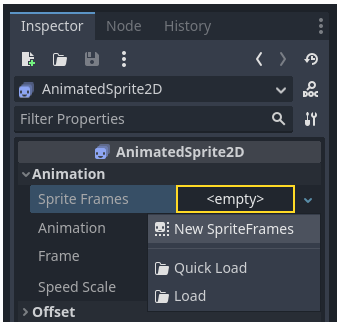 Inspector Node History
AnimatedSprite2D DOC
Filter Properties
AnimatedSprite2D
Animation
Sprite Frames <empty>
Animation New SpriteFrames
Frame
Quick Load
Speed Scale Load
Offset